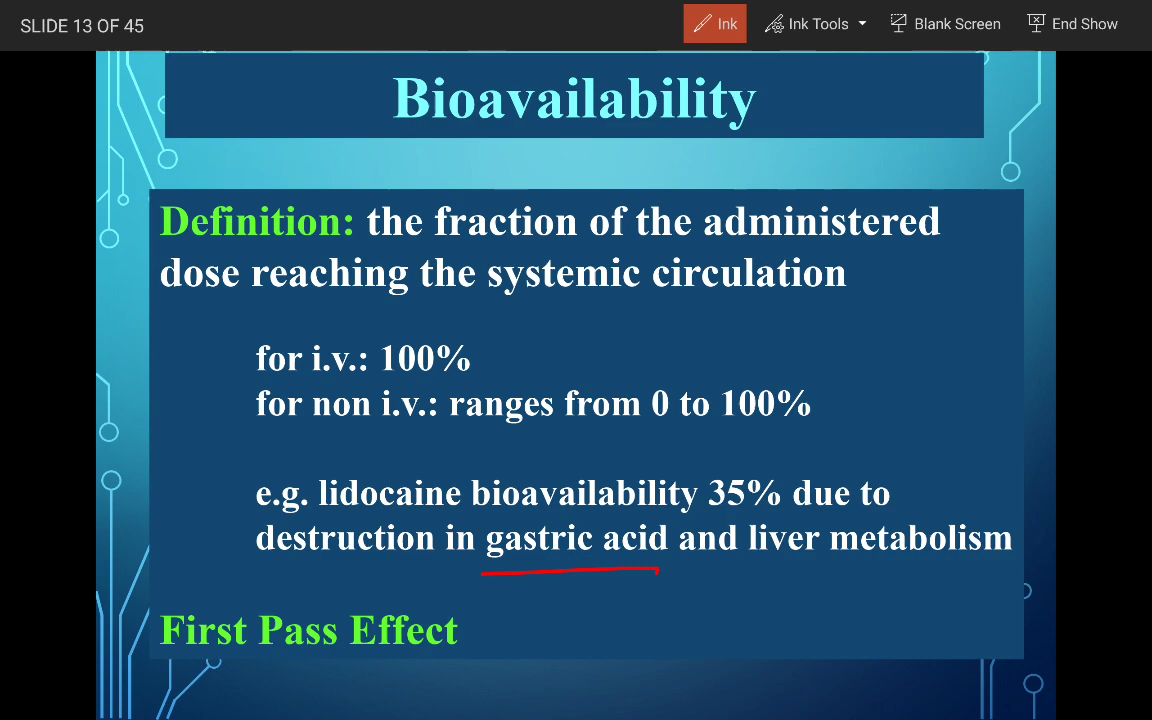 SLIDE 13 OF 45
Ink
Ink Tools
Blank Screen
End Show
Bioavailability
Definition: the fraction of the administered
dose reaching the systemic circulation
for i.v.: 100%
for non i.v.: ranges from 0 to 100%
e.g. lidocaine bioavailability 35% due to
destruction in gastric acid and liver metabolism
First Pass Effect